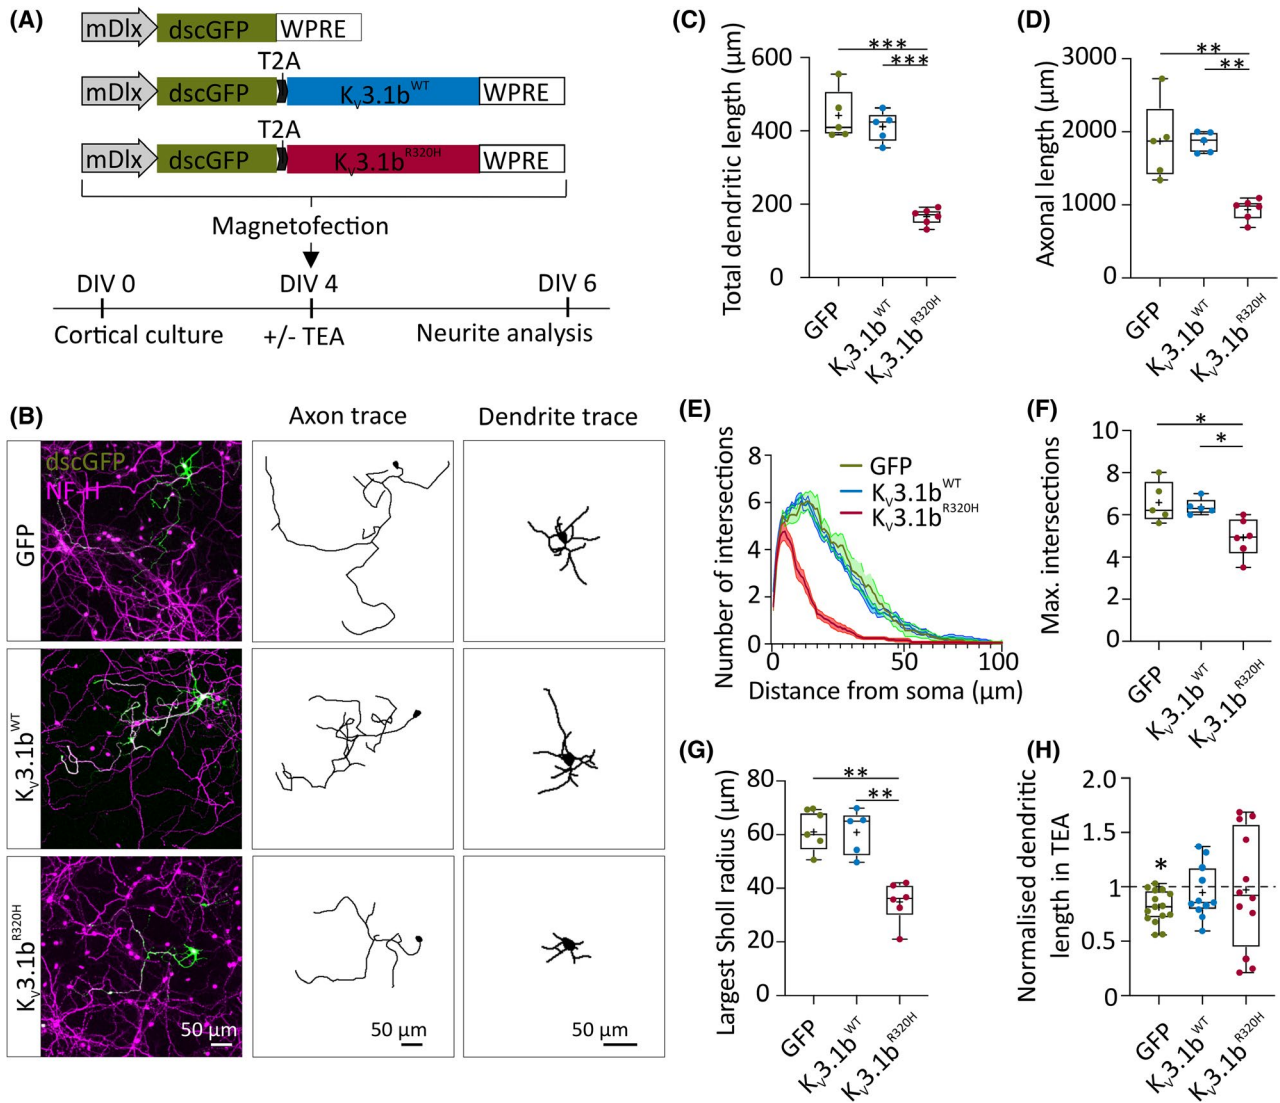 (A)
mDlx dscGFP WPRE
T2A
mDlx dscGFP KV3.1bWT WPRE
T2A
mDlx dscGFP KV3.1bR320H WPRE
Magnetofection
DIV 0 DIV 4 DIV 6
Cortical culture +/- TEA Neurite analysis
(B)
Axon trace Dendrite trace
dscGFP
NF-H
GFP
KV3.1bWT
KV3.1bR320H
50 µm 50 µm 50 µm
(C)
Total dendritic length (µm)
600
400
200
0
***
***
GFP KV3.1bWT KV3.1bR320H
(D)
Axonal length (µm)
3000
2000
1000
0
**
**
GFP KV3.1bWT KV3.1bR320H
(E)
Number of intersections
8
6
4
2
0
GFP
KV3.1bWT
KV3.1bR320H
0 50 100
Distance from soma (µm)
(F)
Max. intersections
10
8
6
4
2
0
*
*
GFP KV3.1bWT KV3.1bR320H
(G)
Largest Sholl radius (µm)
80
60
40
20
0
**
**
GFP KV3.1bWT KV3.1bR320H
(H)
Normalised dendritic
length in TEA
2.0
1.5
1
0.5
0
*
GFP KV3.1bWT KV3.1bR320H